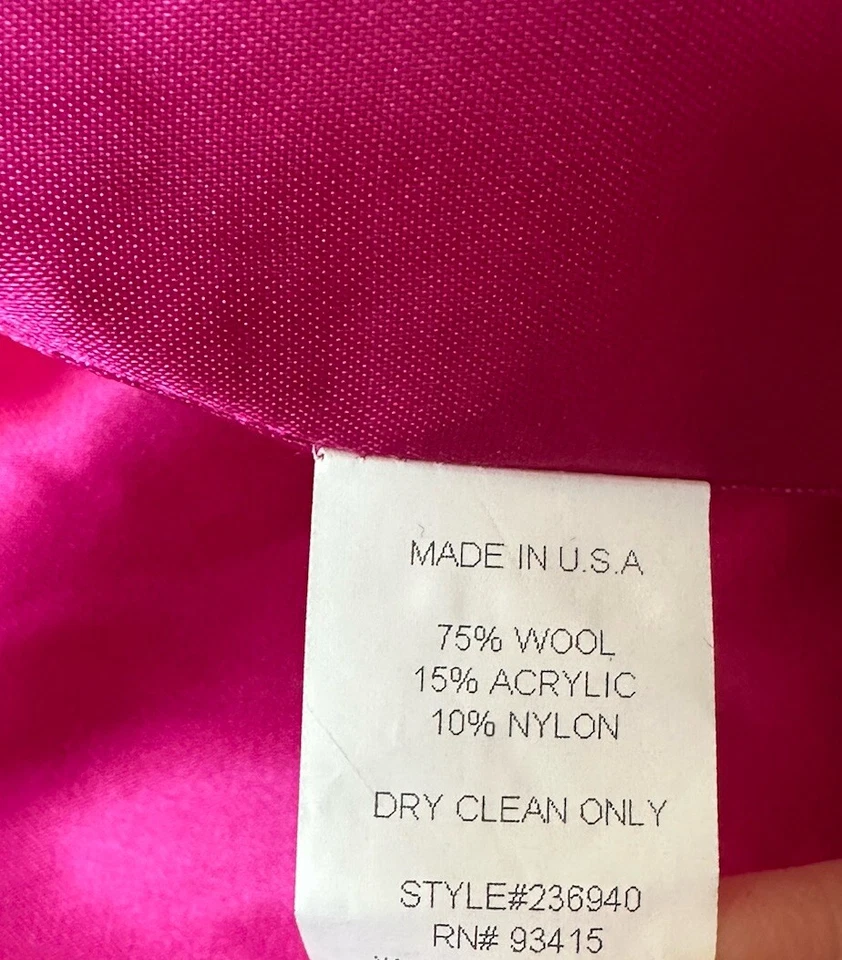 MADE IN U.S.A
75% WOOL
15% ACRYLIC
10% NYLON
DRY CLEAN ONLY
STYLE#236940
RN# 93415